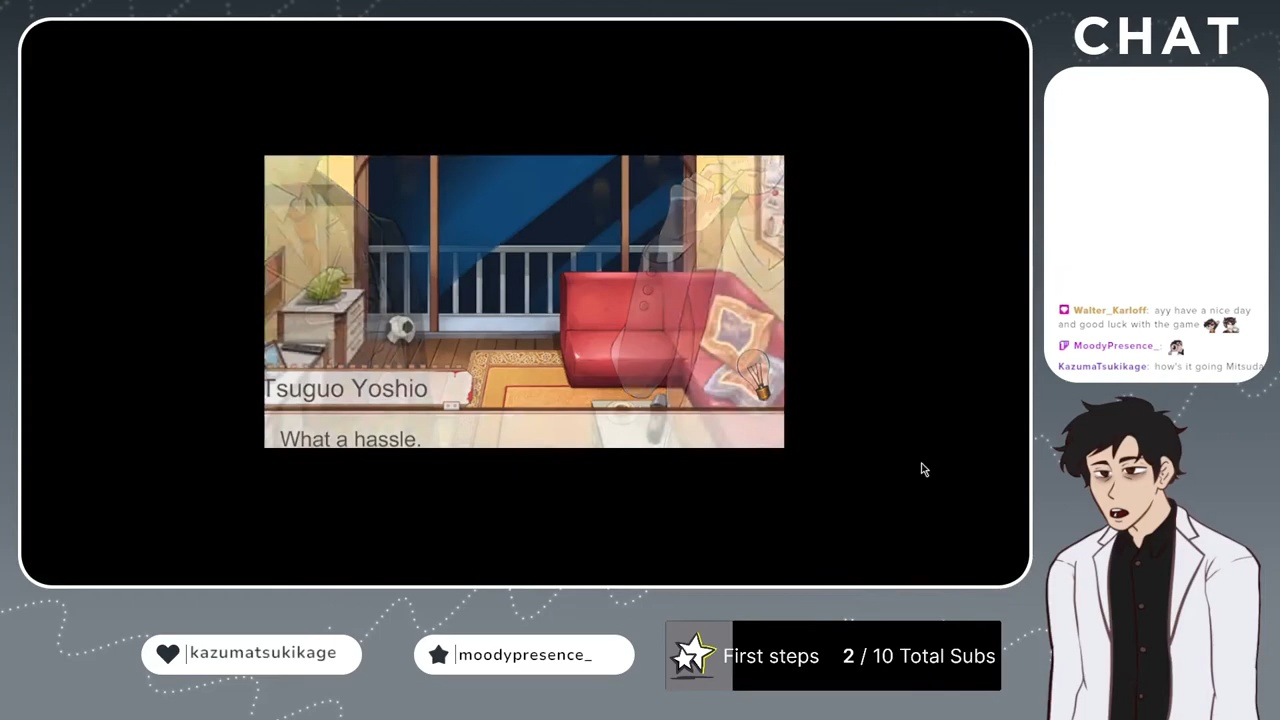 CHAT
Walter_Karloff: ayy have a nice day
and good luck with the game
MoodyPresence_:
KazumaTsukikage: how's it going Mitsuda
Tsuguo Yoshio
What a hassle.
kazumatsukikage
moodypresence_
First steps 2 / 10 Total Subs